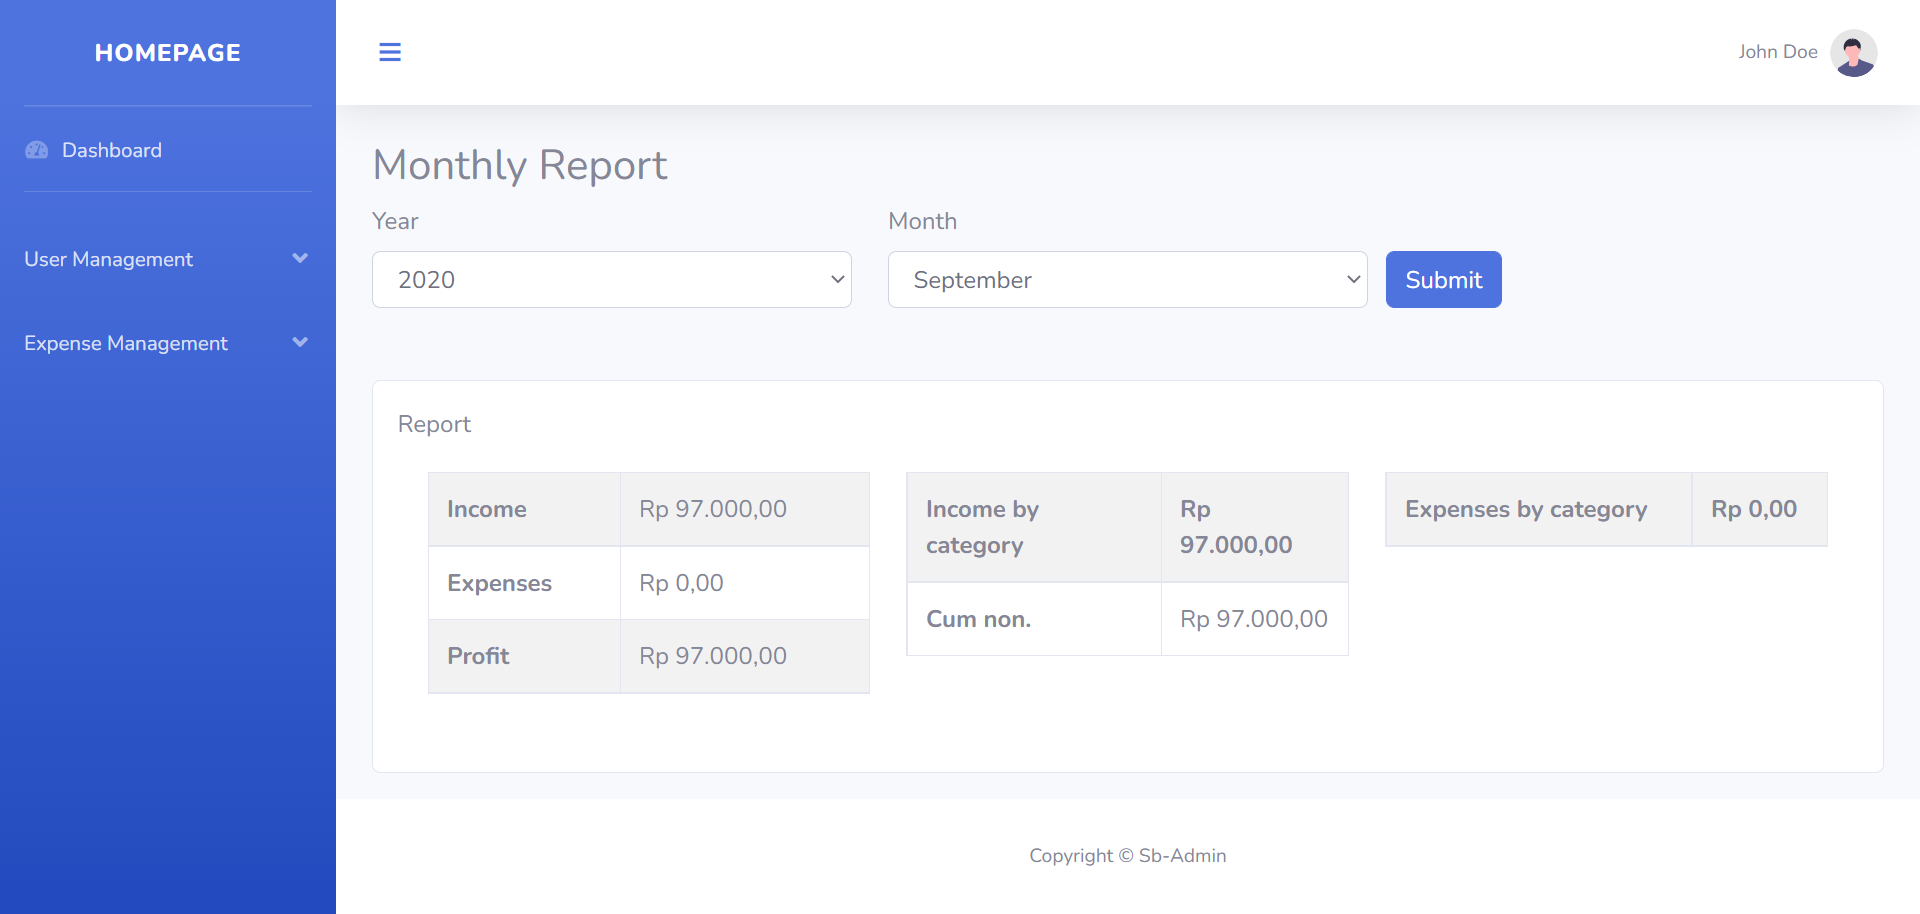 HOMEPAGE
John Doe
Dashboard
User Management
Expense Management
Monthly Report
Year
Month
2020
September
Submit
Report
Income
Rp 97.000,00
Expenses
Rp 0,00
Profit
Rp 97.000,00
Income by
category
Rp
97.000,00
Cum non.
Rp 97.000,00
Expenses by category
Rp 0,00
Copyright © Sb-Admin